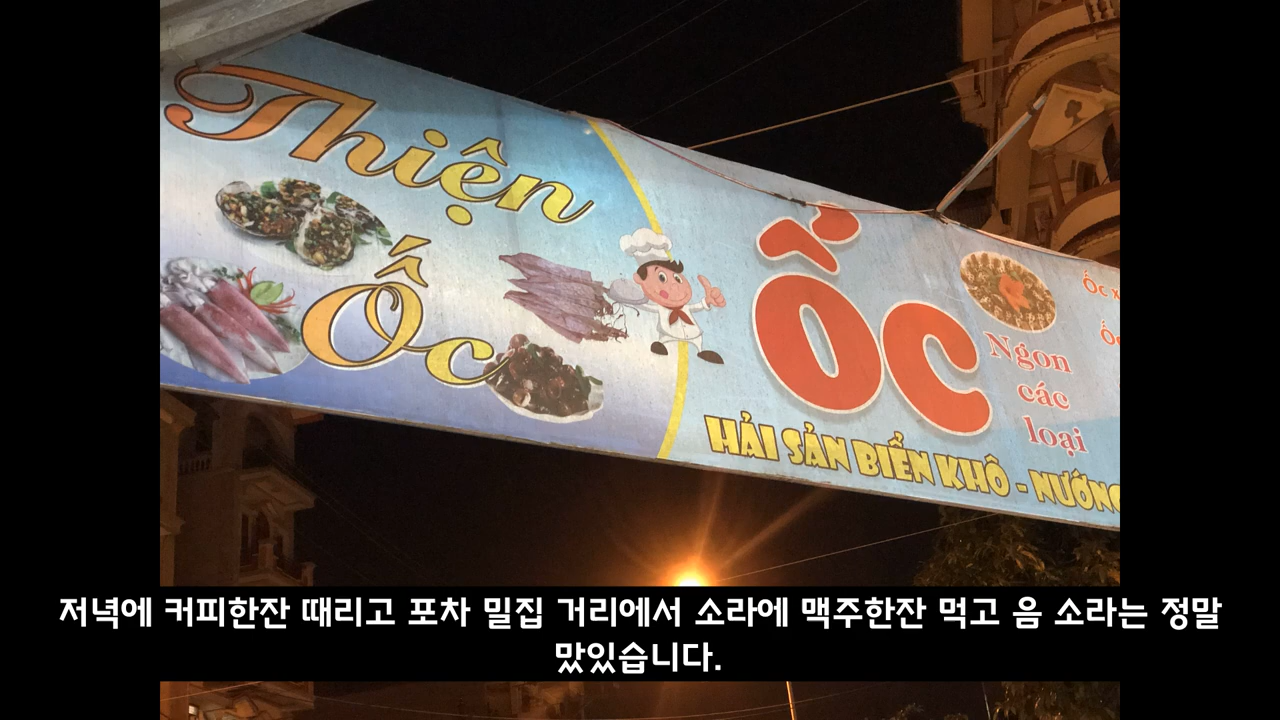 Thiện
Ốc
ỐC
Ngon
các
loại
Ốc
HẢI SẢN BIỂN KHÔ - NƯỚNG
저녁에 커피한잔 때리고 포차 밀집 거리에서 소라에 맥주한잔 먹고 음 소라는 정말
맜있습니다.